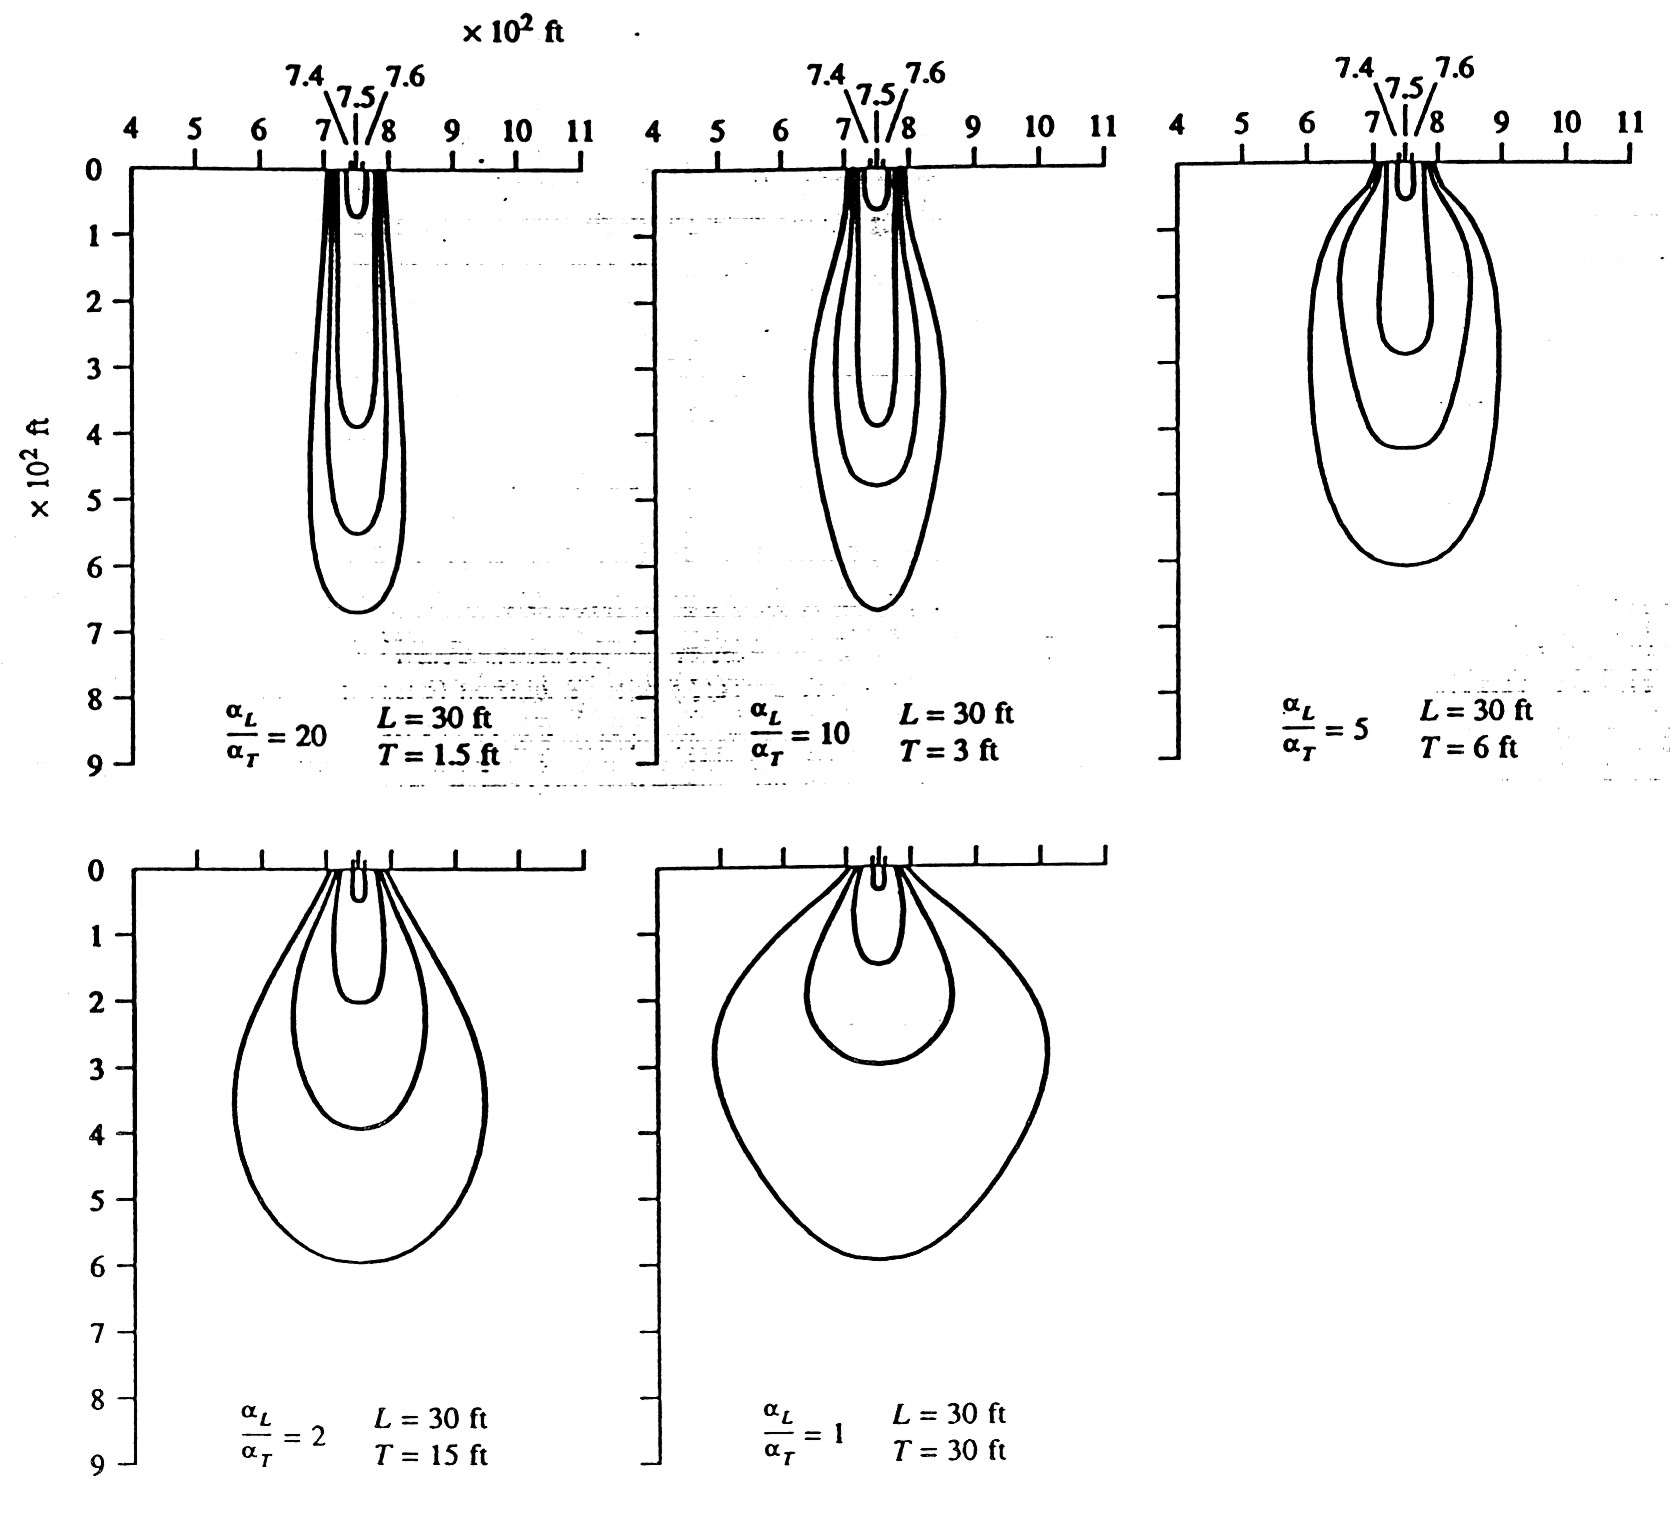 × 10² ft
7.4 7.5 7.6
4 5 6 7 8 9 10 11
7.4 7.5 7.6
4 5 6 7 8 9 10 11
7.4 7.5 7.6
4 5 6 7 8 9 10 11
× 10² ft
0
1
2
3
4
5
6
7
8
9
α_L/α_T = 20
L = 30 ft
T = 1.5 ft
α_L/α_T = 10
L = 30 ft
T = 3 ft
α_L/α_T = 5
L = 30 ft
T = 6 ft
0
1
2
3
4
5
6
7
8
9
α_L/α_T = 2
L = 30 ft
T = 15 ft
α_L/α_T = 1
L = 30 ft
T = 30 ft